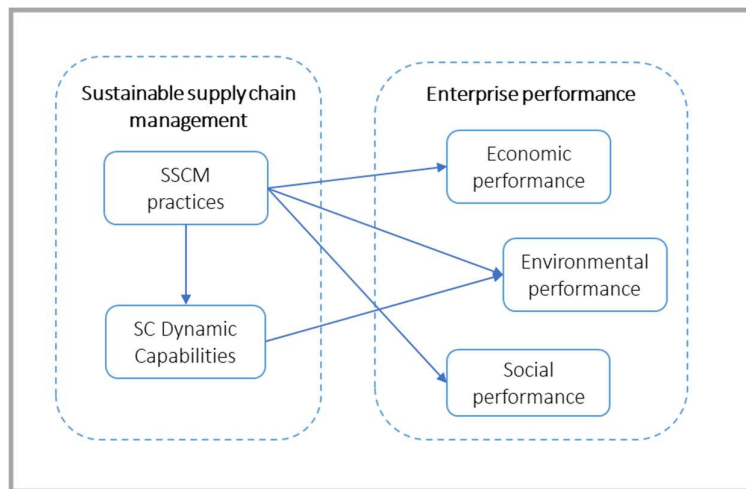 Sustainable supply chain
management
SSCM
practices
SC Dynamic
Capabilities
Enterprise performance
Economic
performance
Environmental
performance
Social
performance